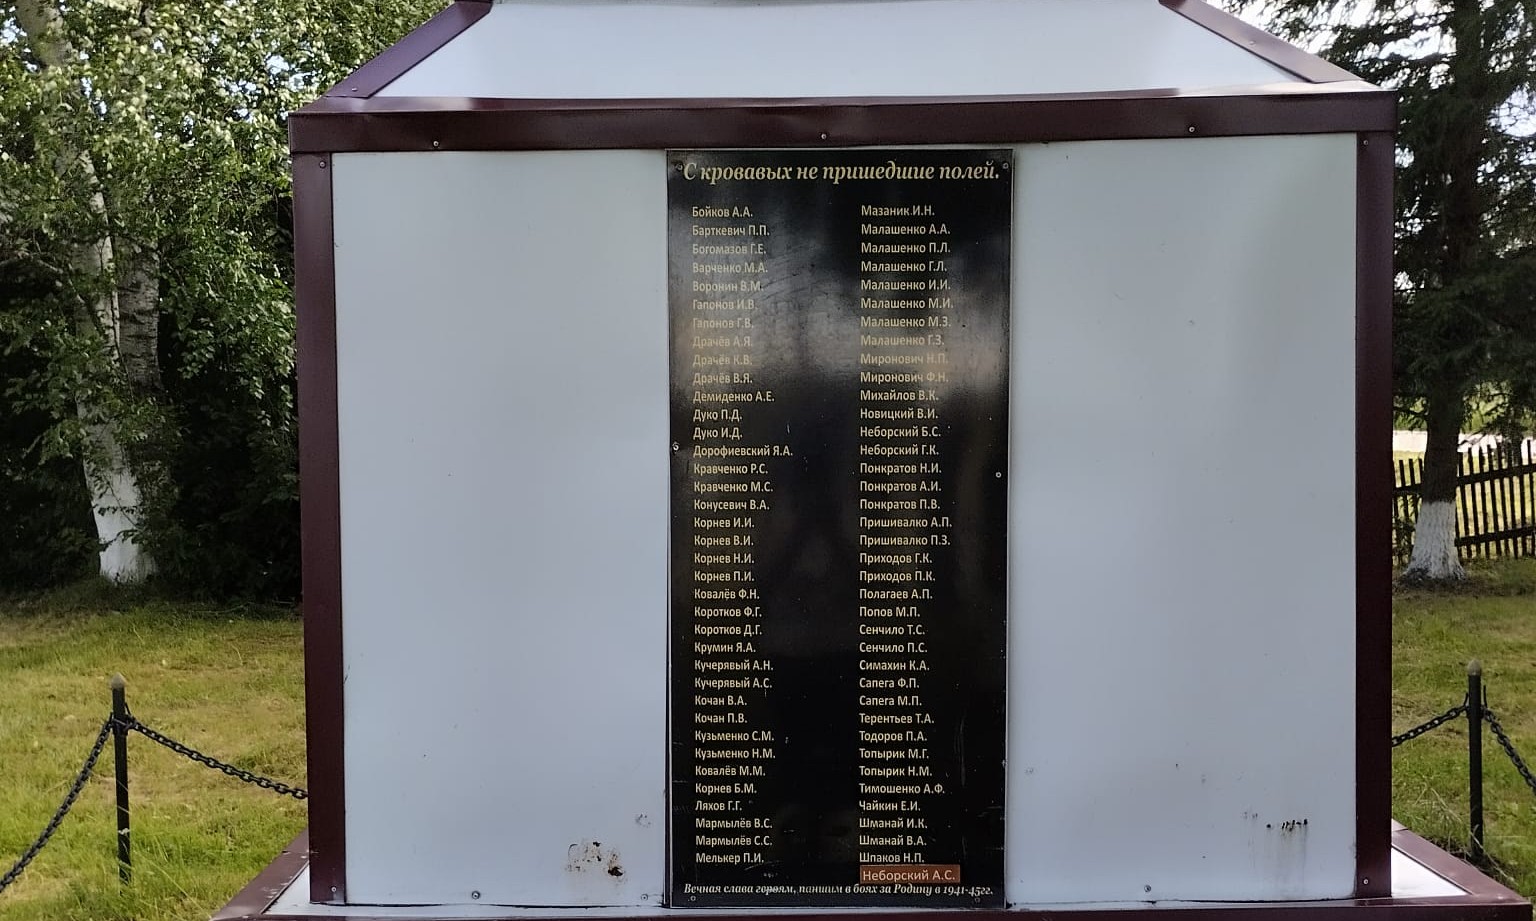 С кровавых не пришедшие полей.
Бойков А.А.
Барткевич П.П.
Богомазов Г.Е.
Варченко М.А.
Воронин В.М.
Гапонов И.В.
Гапонов Г.В.
Драчёв А.Я.
Драчёв К.В.
Драчёв В.Я.
Демиденко А.Е.
Дуко П.Д.
Дуко И.Д.
Дорофиевский Я.А.
Кравченко Р.С.
Кравченко М.С.
Конусевич В.А.
Корнев И.И.
Корнев В.И.
Корнев Н.И.
Корнев П.И.
Ковалёв Ф.Н.
Коротков Ф.Г.
Коротков Д.Г.
Крумин Я.А.
Кучерявый А.Н.
Кучерявый А.С.
Кочан В.А.
Кочан П.В.
Кузьменко С.М.
Кузьменко Н.М.
Ковалёв М.М.
Корнев Б.М.
Ляхов Г.Г.
Мармылёв В.С.
Мармылёв С.С.
Мелькер П.И.
Мазаник И.Н.
Малашенко А.А.
Малашенко П.Л.
Малашенко Г.Л.
Малашенко И.И.
Малашенко М.И.
Малашенко М.З.
Малашенко Г.З.
Миронович Н.П.
Миронович Ф.Н.
Михайлов В.К.
Новицкий В.И.
Неборский Б.С.
Неборский Г.К.
Понкратов Н.И.
Понкратов А.И.
Понкратов П.В.
Пришивалко А.П.
Пришивалко П.З.
Приходов Г.К.
Приходов П.К.
Полагаев А.П.
Попов М.П.
Сенчило Т.С.
Сенчило П.С.
Симахин К.А.
Сапега Ф.П.
Сапега М.П.
Терентьев Т.А.
Тодоров П.А.
Топырик М.Г.
Топырик Н.М.
Тимошенко А.Ф.
Чайкин Е.И.
Шманай И.К.
Шманай В.А.
Шпаков Н.П.
Неборский А.С.
Вечная слава героям, павшим в боях за Родину в 1941-45гг.